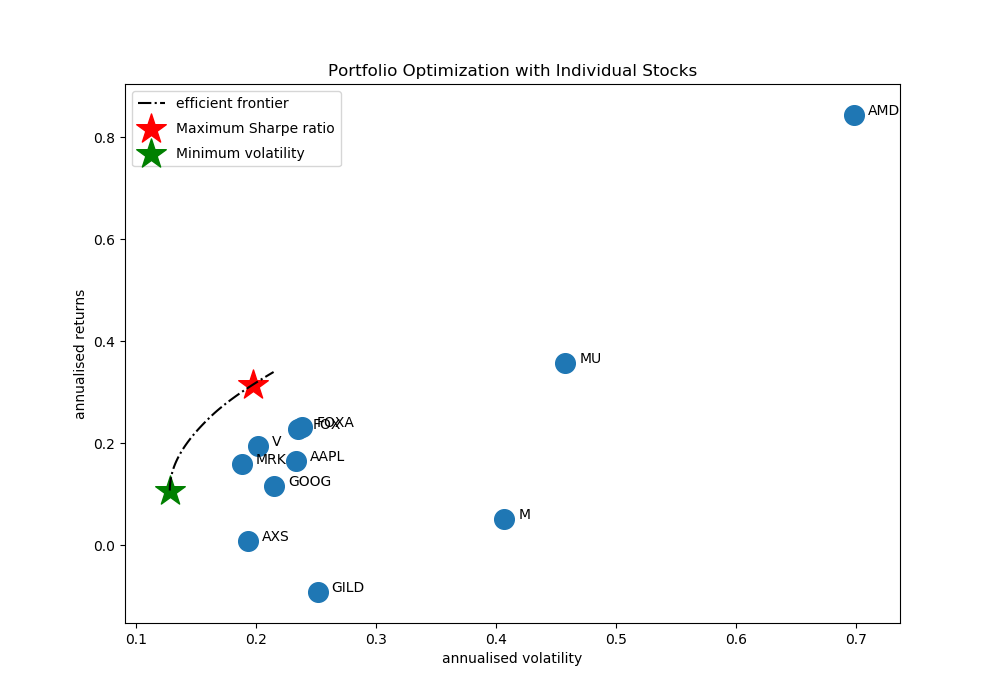 Portfolio Optimization with Individual Stocks
efficient frontier
Maximum Sharpe ratio
Minimum volatility
AMD
0.8
0.6
annualised returns
0.4
MU
FOXA
FOX
0.2
V
MRK
AAPL
GOOG
M
AXS
0.0
GILD
0.1 0.2 0.3 0.4 0.5 0.6 0.7
annualised volatility